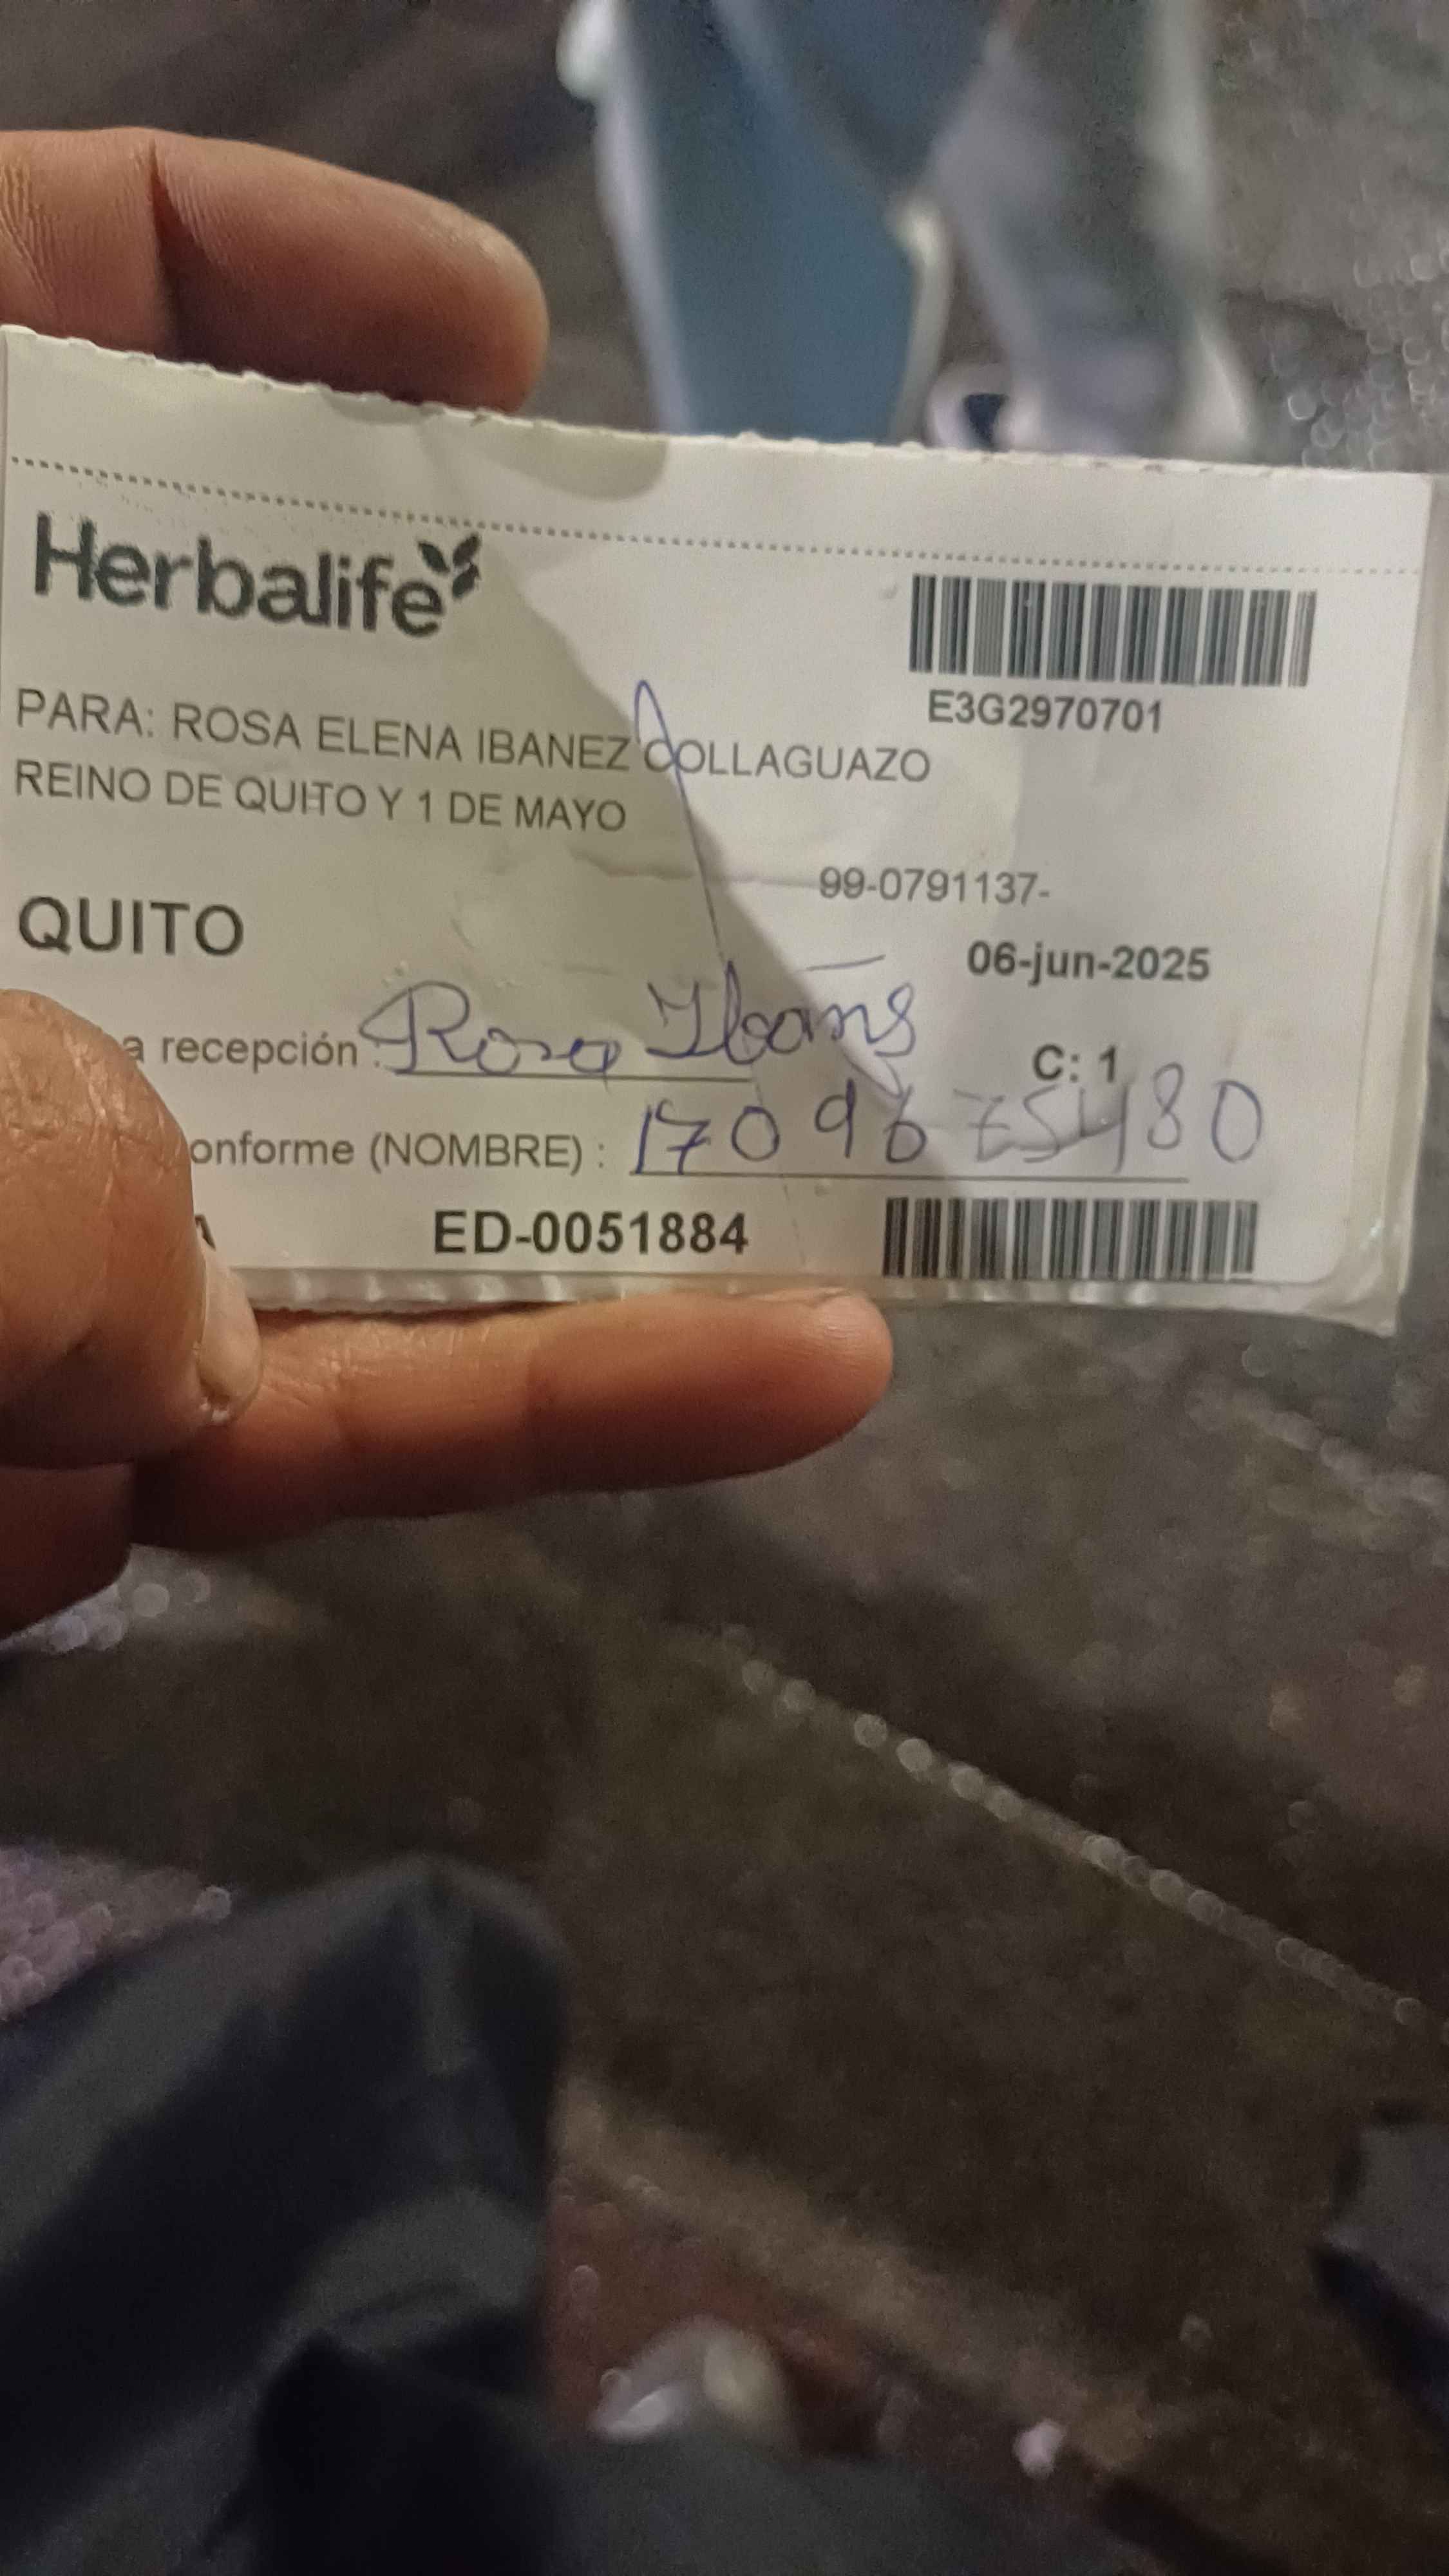 Herbalife
E3G2970701
PARA: ROSA ELENA IBANEZ COLLAGUAZO
REINO DE QUITO Y 1 DE MAYO
99-0791137-
QUITO
06-jun-2025
a recepción : Rosa
C: 1
onforme (NOMBRE) :
A ED-0051884